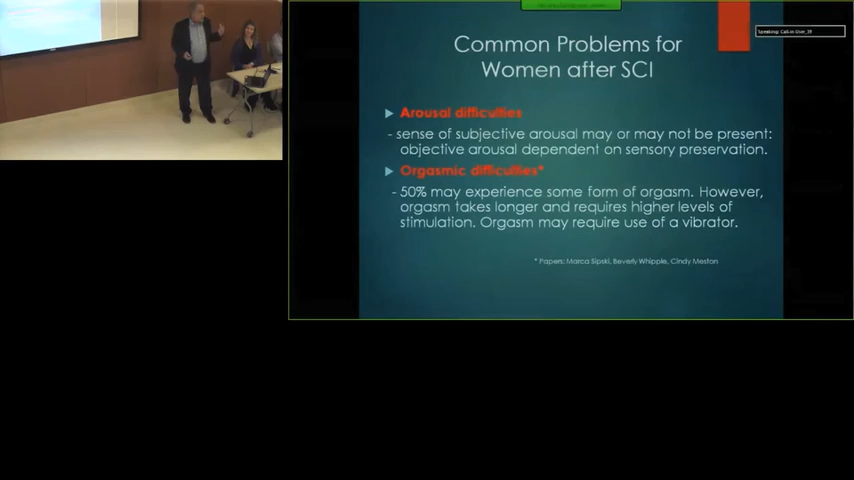 Common Problems for
Women after SCI
Arousal difficulties
- sense of subjective arousal may or may not be present:
objective arousal dependent on sensory preservation.
Orgasmic difficulties*
- 50% may experience some form of orgasm. However,
orgasm takes longer and requires higher levels of
stimulation. Orgasm may require use of a vibrator.
* Papers: Marca Sipski, Beverly Whipple, Cindy Meston
Speaking: Call-in User_39